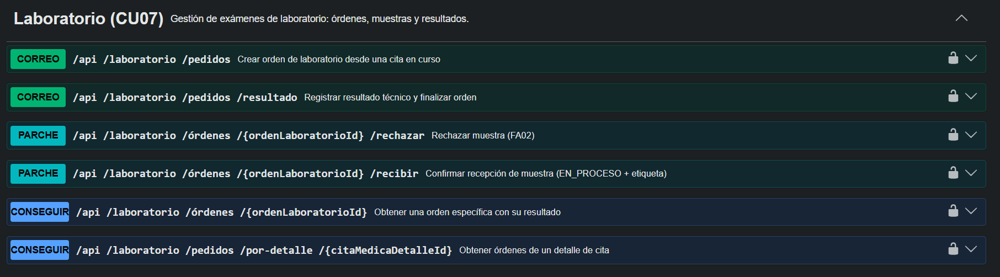 Laboratorio (CU07) Gestión de exámenes de laboratorio: órdenes, muestras y resultados.
CORREO /api /laboratorio /pedidos Crear orden de laboratorio desde una cita en curso
CORREO /api /laboratorio /pedidos /resultado Registrar resultado técnico y finalizar orden
PARCHE /api /laboratorio /órdenes /{ordenLaboratorioId} /rechazar Rechazar muestra (FA02)
PARCHE /api /laboratorio /órdenes /{ordenLaboratorioId} /recibir Confirmar recepción de muestra (EN_PROCESO + etiqueta)
CONSEGUIR /api /laboratorio /órdenes /{ordenLaboratorioId} Obtener una orden específica con su resultado
CONSEGUIR /api /laboratorio /pedidos /por-detalle /{citaMedicaDetalleId} Obtener órdenes de un detalle de cita